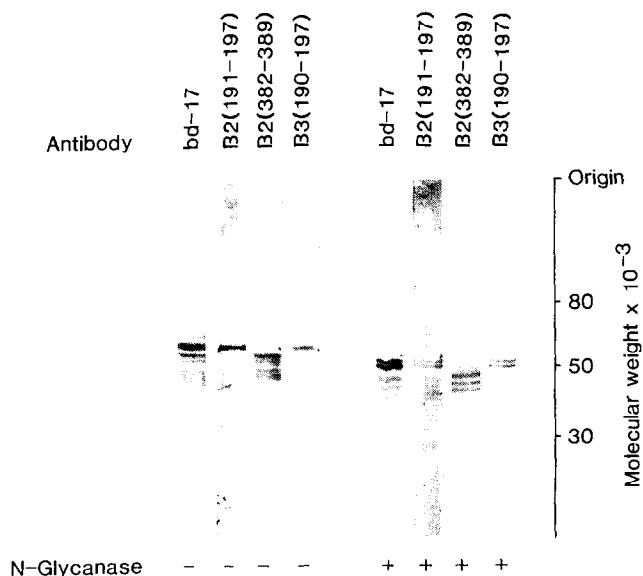 Antibody
bd-17
B2(191-197)
B2(382-389)
B3(190-197)
bd-17
B2(191-197)
B2(382-389)
B3(190-197)
Origin
80
50
30
Molecular weight x 10⁻³
N-Glycanase − − − − + + + +